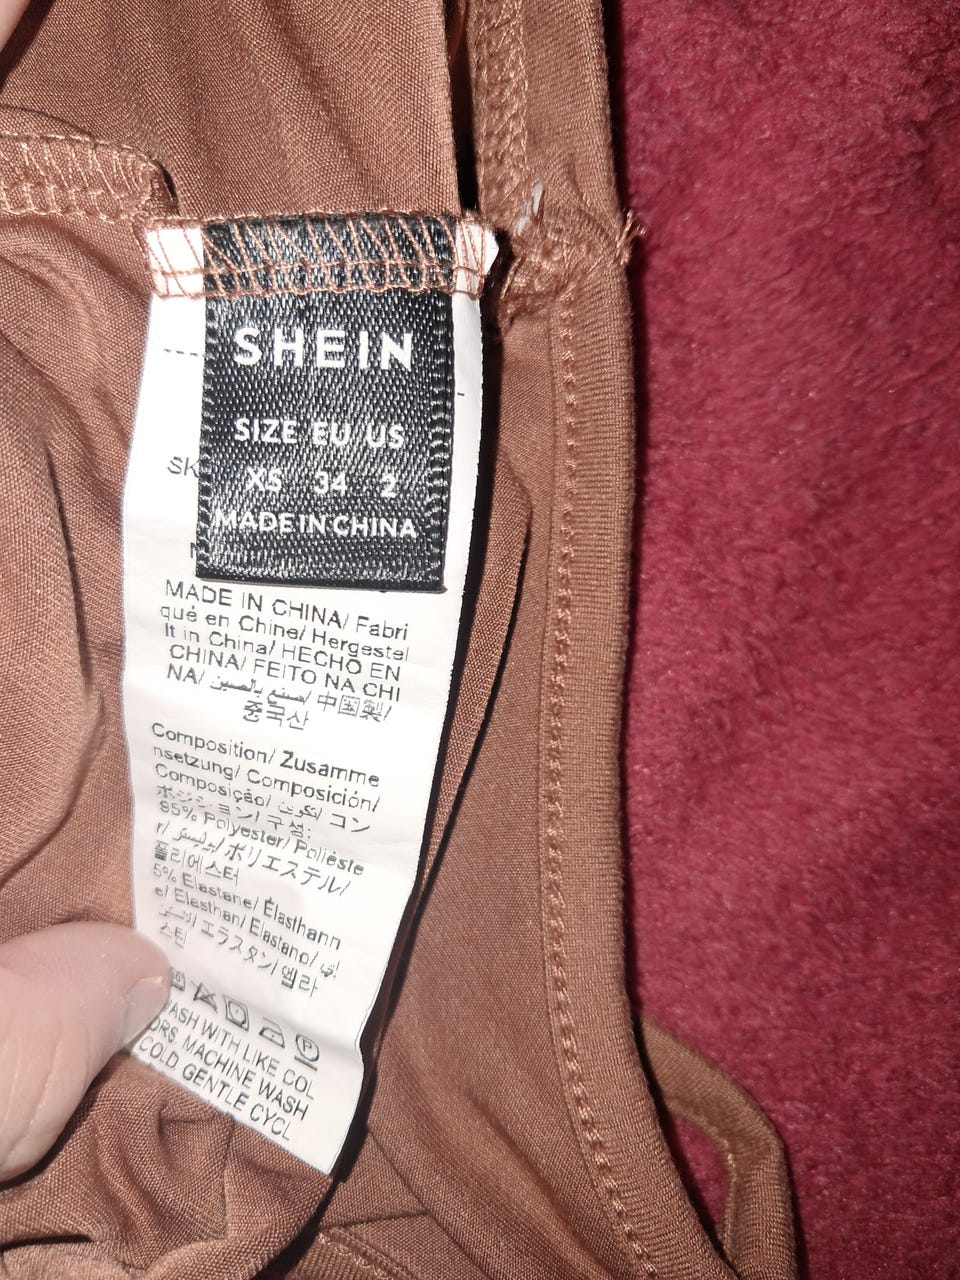 SHEIN
SIZE EU US
XS 34 2
MADE IN CHINA
SK
MADE IN CHINA/ Fabri
qué en Chine/ Hergestel
lt in China/ HECHO EN
CHINA/ FEITO NA CHI
NA/ صنع بالصين/ 中国製/
중국산
Composition/ Zusamme
nsetzung/ Composición/
Composição/ تكوين/ コン
ポジション/ 구성:
95% Polyester/ Poliéste
r/ بوليستر/ ポリエステル/
폴리에스터
5% Elastane/ Élasthann
e/ Elasthan/ Elastano/
エラスタン/ 엘라
스틴
P
WASH WITH LIKE COL
ORS. MACHINE WASH
COLD. GENTLE CYCL